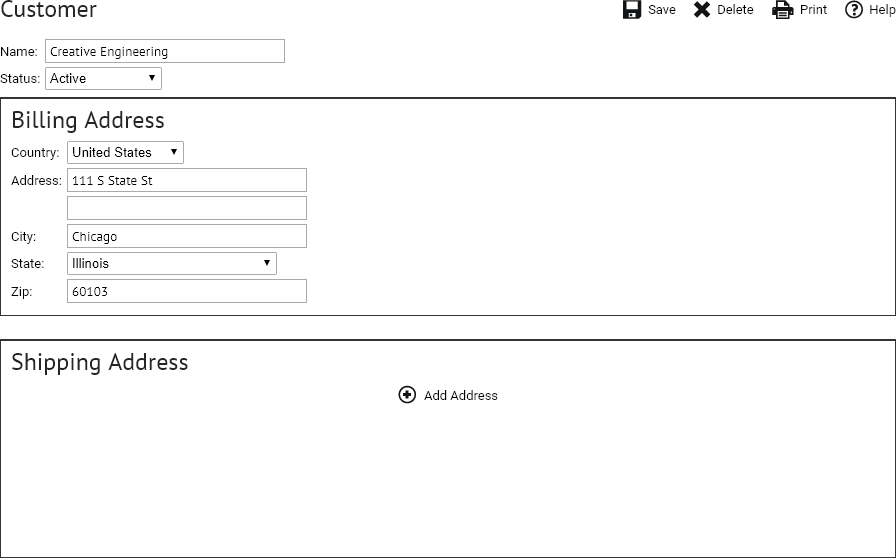 Customer Save Delete Print Help
Name: Creative Engineering
Status: Active
Billing Address
Country: United States
Address: 111 S State St
City: Chicago
State: Illinois
Zip: 60103
Shipping Address
Add Address